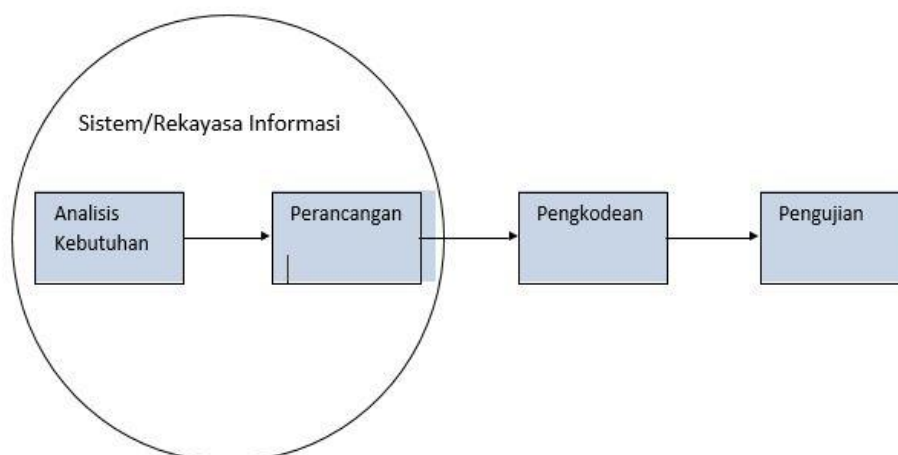 Sistem/Rekayasa Informasi
Analisis
Kebutuhan
Perancangan
Pengkodean
Pengujian